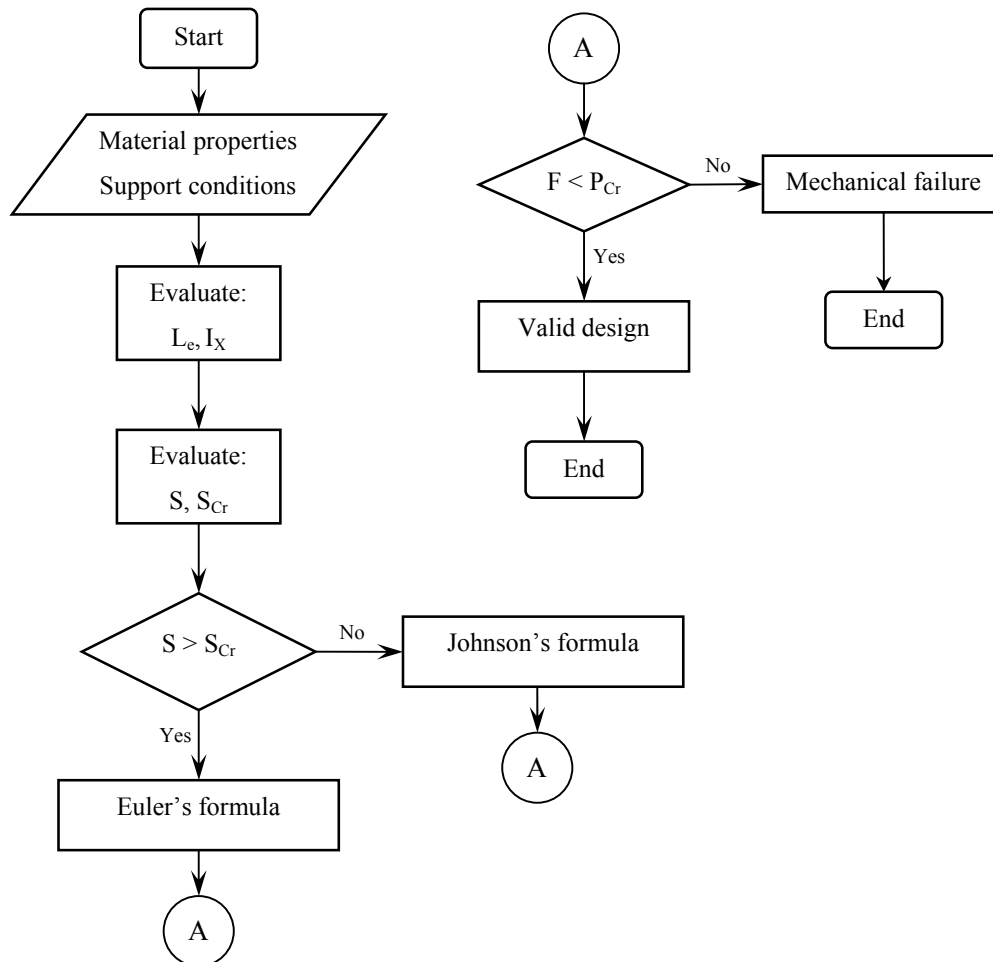 Start
Material properties
Support conditions
Evaluate:
Lₑ, I_X
Evaluate:
S, S_Cr
S > S_Cr
No
Johnson’s formula
A
Yes
Euler’s formula
A
A
F < P_Cr
No
Mechanical failure
End
Yes
Valid design
End